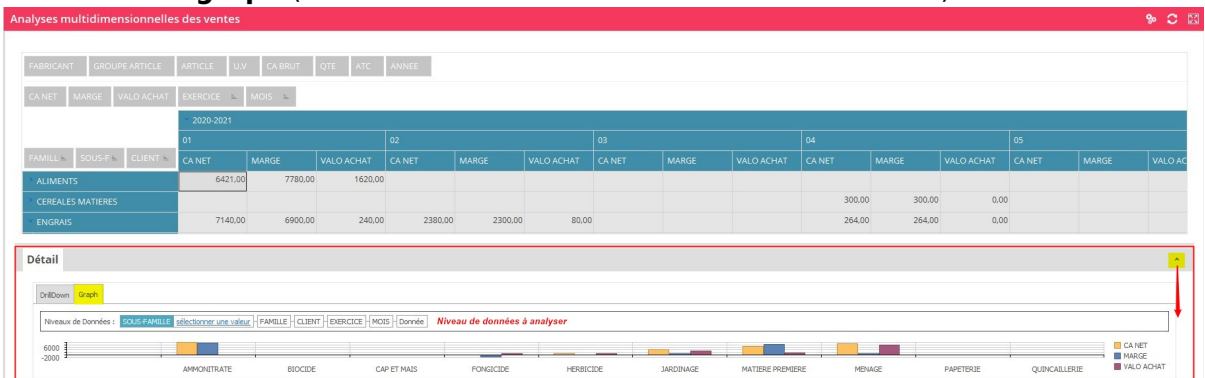 Analyses multidimensionnelles des ventes
FABRICANT GROUPE ARTICLE ARTICLE U.V CA BRUT QTE ATC ANNEE
CA NET MARGE VALO ACHAT EXERCICE MOIS
2020-2021
01 02 03 04 05
FAMILL SOUS-F CLIENT CA NET MARGE VALO ACHAT CA NET MARGE VALO ACHAT CA NET MARGE VALO ACHAT CA NET MARGE VALO ACHAT CA NET MARGE VALO AC
ALIMENTS 6421,00 7780,00 1620,00
CEREALES MATIERES 300,00 300,00 0,00
ENGRAIS 7140,00 6900,00 240,00 2380,00 2300,00 80,00 264,00 264,00 0,00
Détail
DrillDown Graph
Niveaux de Données : SOUS-FAMILLE sélectionner une valeur FAMILLE CLIENT EXERCICE MOIS Donnée Niveau de données à analyser
6000
-2000
CA NET
MARGE
VALO ACHAT
AMMONITRATE BIOCIDE CAP ET MAIS FONGICIDE HERBICIDE JARDINAGE MATIERE PREMIERE MENAGE PAPETERIE QUINCAILLERIE